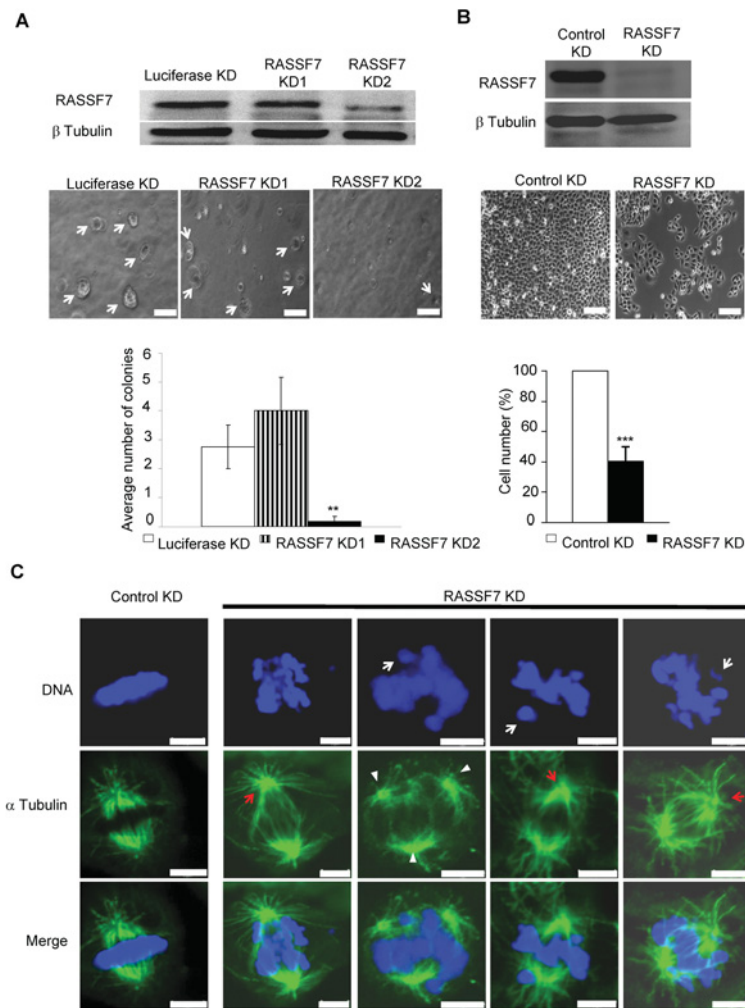 A
Luciferase KD
RASSF7
KD1
RASSF7
KD2
RASSF7
β Tubulin
Luciferase KD
RASSF7 KD1
RASSF7 KD2
Average number of colonies
6
5
4
3
2
1
0
**
Luciferase KD
RASSF7 KD1
RASSF7 KD2
B
Control
KD
RASSF7
KD
RASSF7
β Tubulin
Control KD
RASSF7 KD
Cell number (%)
100
80
60
40
20
0
***
Control KD
RASSF7 KD
C
Control KD
RASSF7 KD
DNA
α Tubulin
Merge